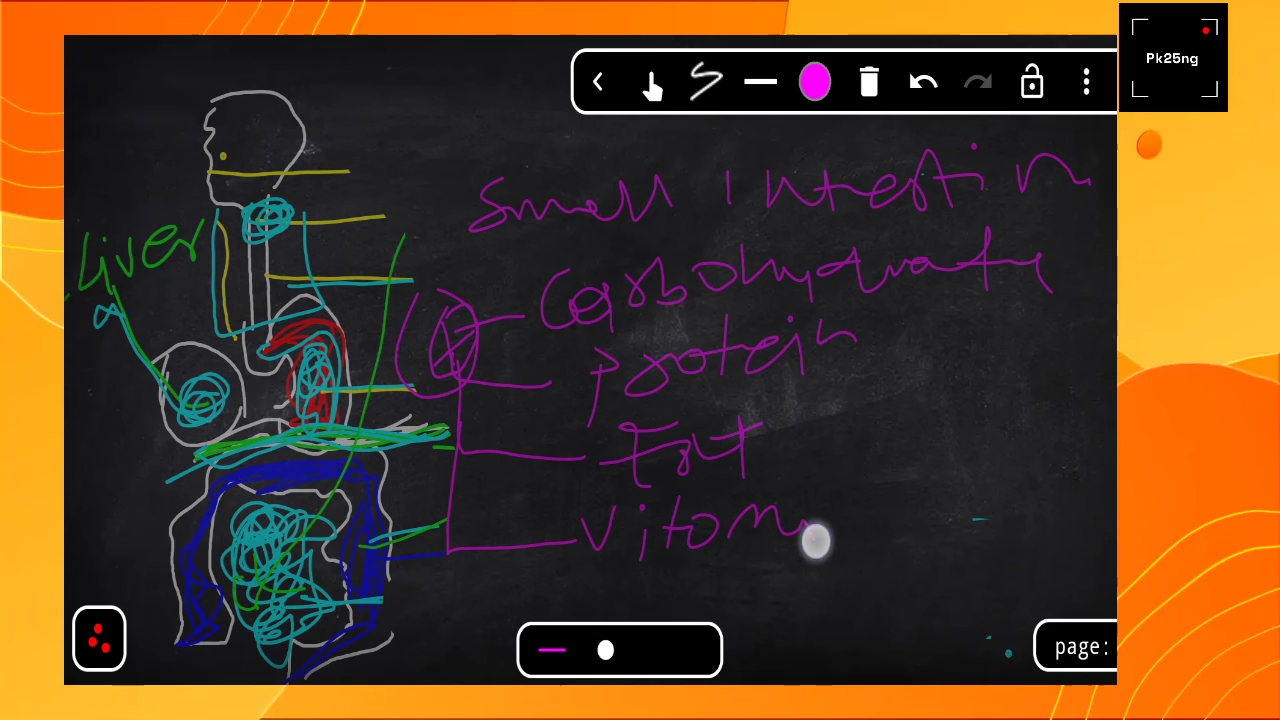 Pk25ng
Small Intestin
Liver
Carbohydrate
protein
Fat
Vitam
page: